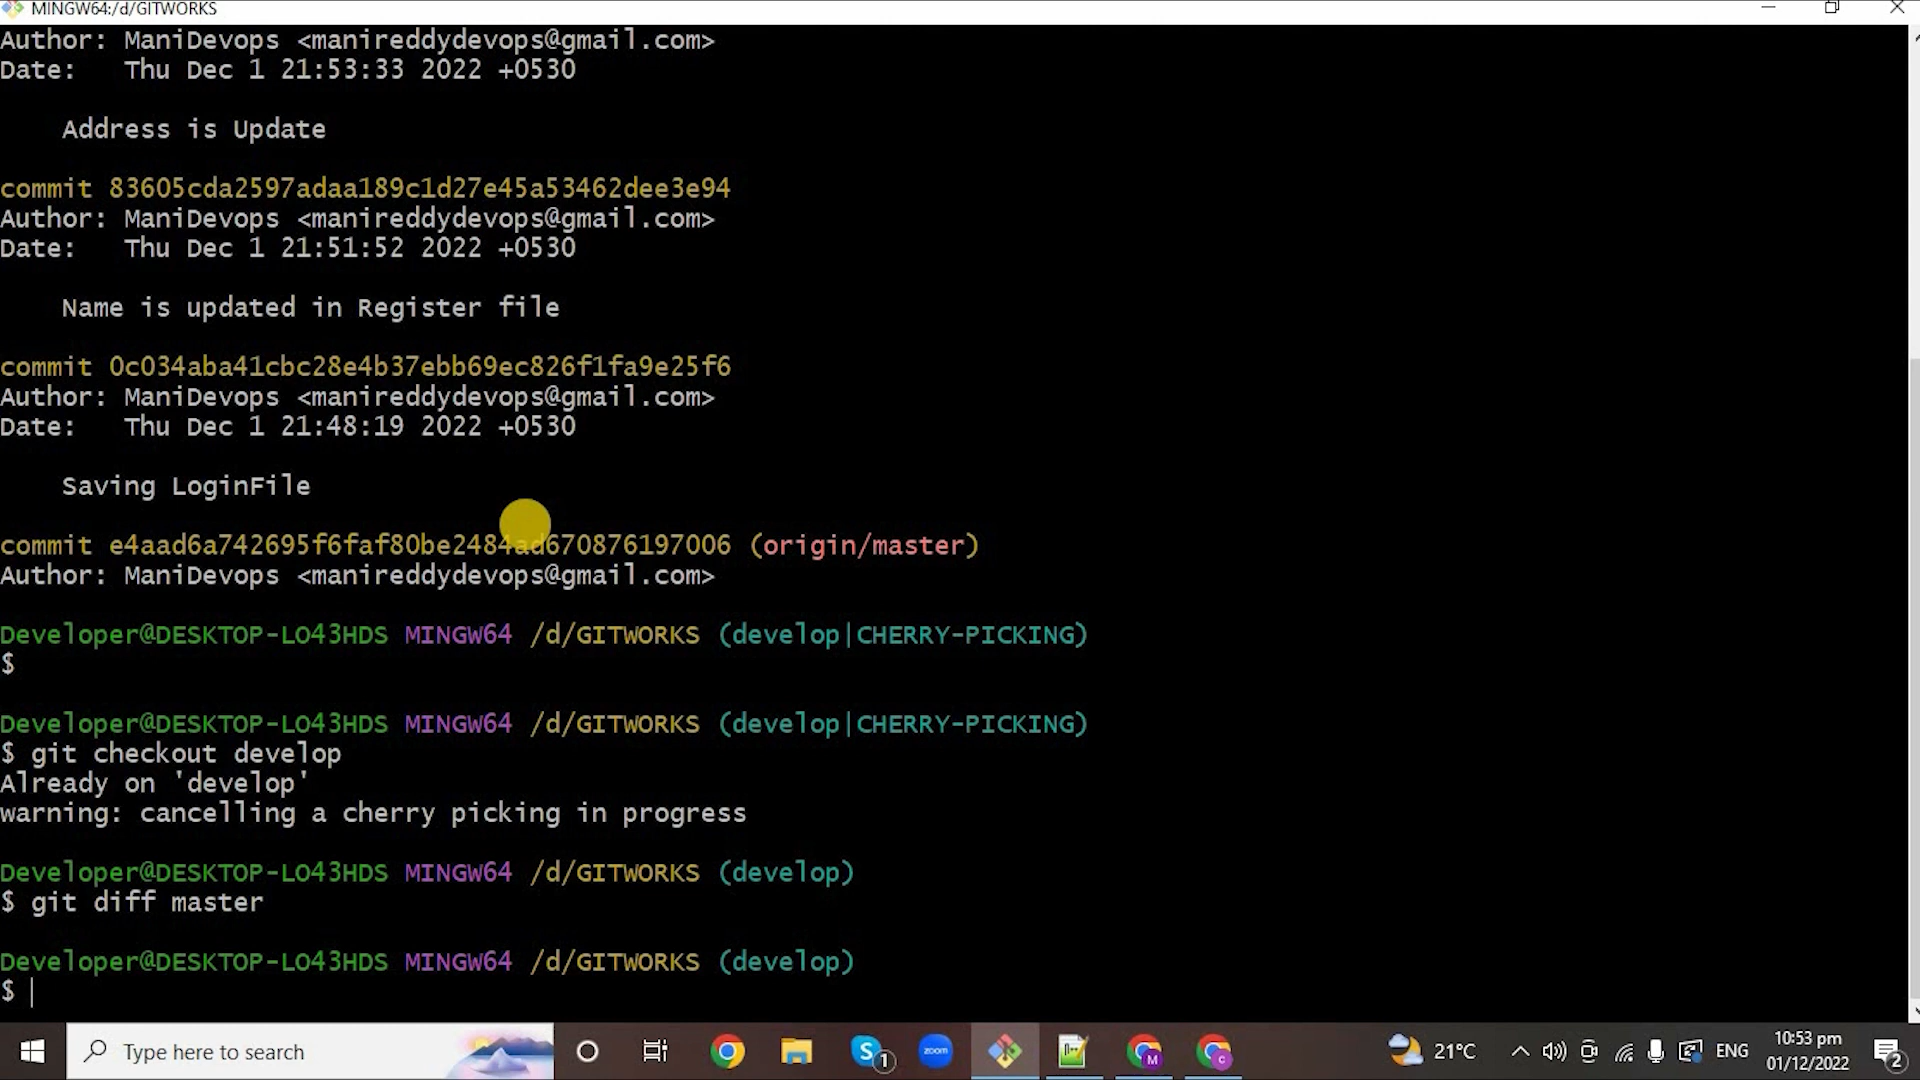 MINGW64:/d/GITWORKS
Author: ManiDevops <manireddydevops@gmail.com>
Date:   Thu Dec 1 21:53:33 2022 +0530
Address is Update
commit 83605cda2597adaa189c1d27e45a53462dee3e94
Author: ManiDevops <manireddydevops@gmail.com>
Date:   Thu Dec 1 21:51:52 2022 +0530
Name is updated in Register file
commit 0c034aba41cbc28e4b37ebb69ec826f1fa9e25f6
Author: ManiDevops <manireddydevops@gmail.com>
Date:   Thu Dec 1 21:48:19 2022 +0530
Saving LoginFile
commit e4aad6a742695f6faf80be2484ad670876197006 (origin/master)
Author: ManiDevops <manireddydevops@gmail.com>
Developer@DESKTOP-LO43HDS MINGW64 /d/GITWORKS (develop|CHERRY-PICKING)
$
Developer@DESKTOP-LO43HDS MINGW64 /d/GITWORKS (develop|CHERRY-PICKING)
$ git checkout develop
Already on 'develop'
warning: cancelling a cherry picking in progress
Developer@DESKTOP-LO43HDS MINGW64 /d/GITWORKS (develop)
$ git diff master
Developer@DESKTOP-LO43HDS MINGW64 /d/GITWORKS (develop)
$
Type here to search
S 1
zoom
M
C
21°C
ENG
10:53 pm
01/12/2022
2